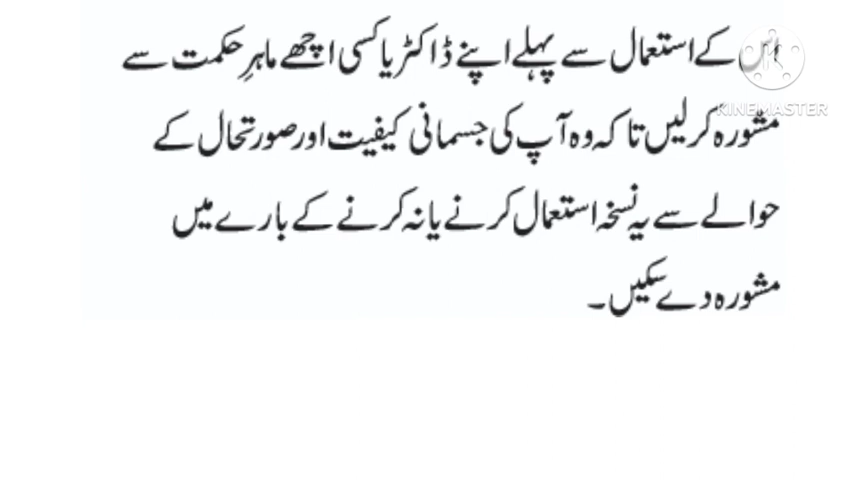 اس کے استعمال سے پہلے اپنے ڈاکٹر یا کسی اچھے ماہرِ حکمت سے
KINEMASTER
مشورہ کر لیں تاکہ وہ آپ کی جسمانی کیفیت اور صورتحال کے
حوالے سے یہ نسخہ استعمال کرنے یا نہ کرنے کے بارے میں
مشورہ دے سکیں۔